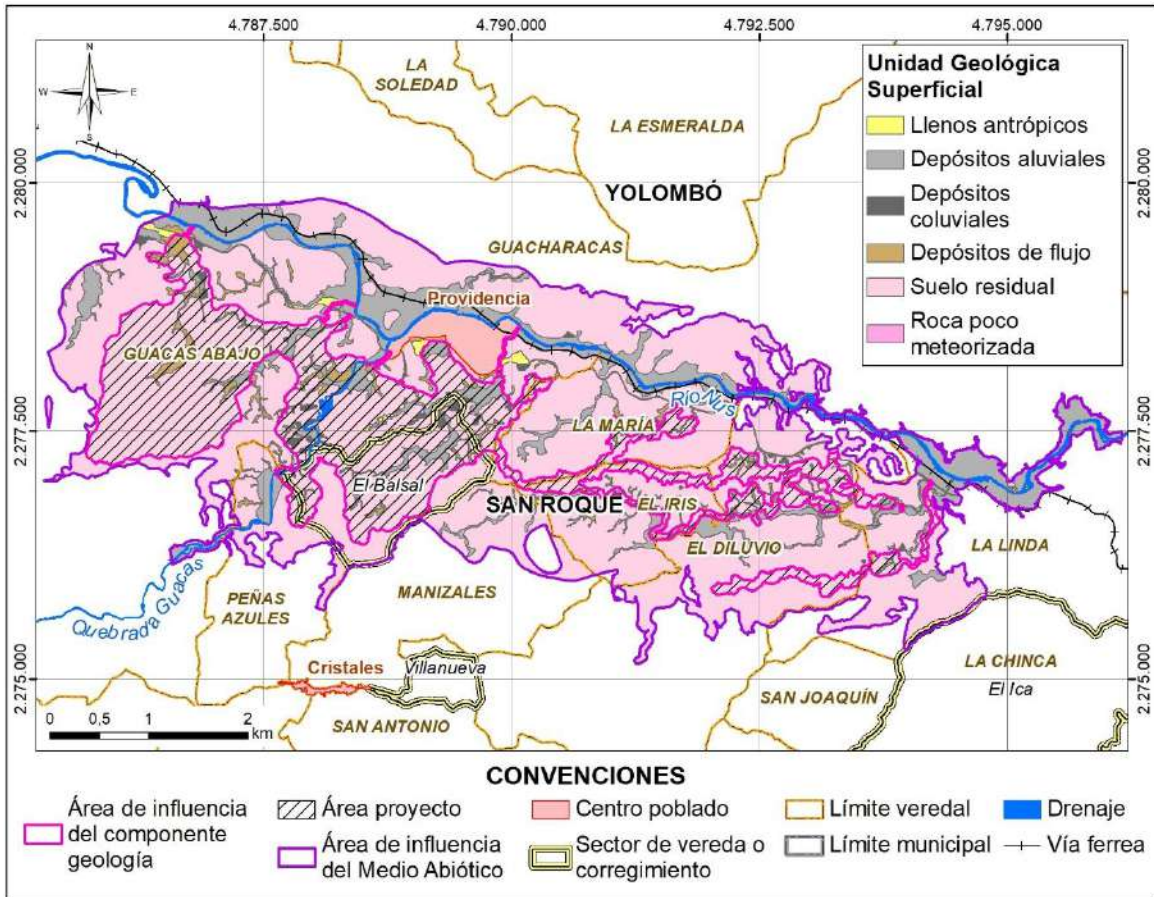 4.787.500 4.790.000 4.792.500 4.795.000
N
W E
S
2.280.000
2.277.500
2.275.000
2.280.000
2.277.500
2.275.000
LA
SOLEDAD
LA ESMERALDA
YOLOMBÓ
GUACHARACAS
Providencia
GUACAS ABAJO
Río Nus
LA MARÍA
El Balsal
SAN ROQUE
EL IRIS
EL DILUVIO
LA LINDA
Quebrada Guacas
PEÑAS
AZULES
MANIZALES
Cristales
Villanueva
SAN ANTONIO
SAN JOAQUÍN
LA CHINCA
El Ica
0 0,5 1 2
km
Unidad Geológica
Superficial
Llenos antrópicos
Depósitos aluviales
Depósitos
coluviales
Depósitos de flujo
Suelo residual
Roca poco
meteorizada
CONVENCIONES
Área de influencia
del componente
geología
Área proyecto
Área de influencia
del Medio Abiótico
Centro poblado
Sector de vereda o
corregimiento
Límite veredal
Límite municipal
Drenaje
Vía ferrea